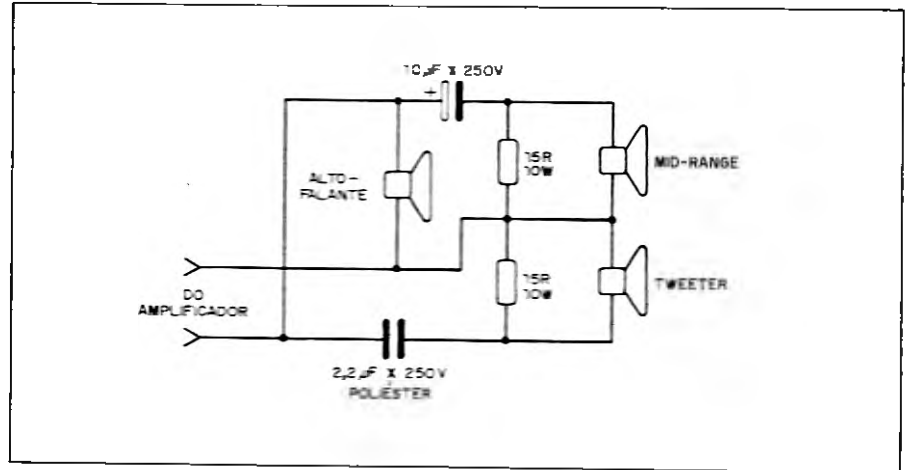 10µF X 250V
+
ALTO-
FALANTE
15R
10W
MID-RANGE
15R
10W
TWEETER
DO
AMPLIFICADOR
2,2µF X 250V
POLIÉSTER